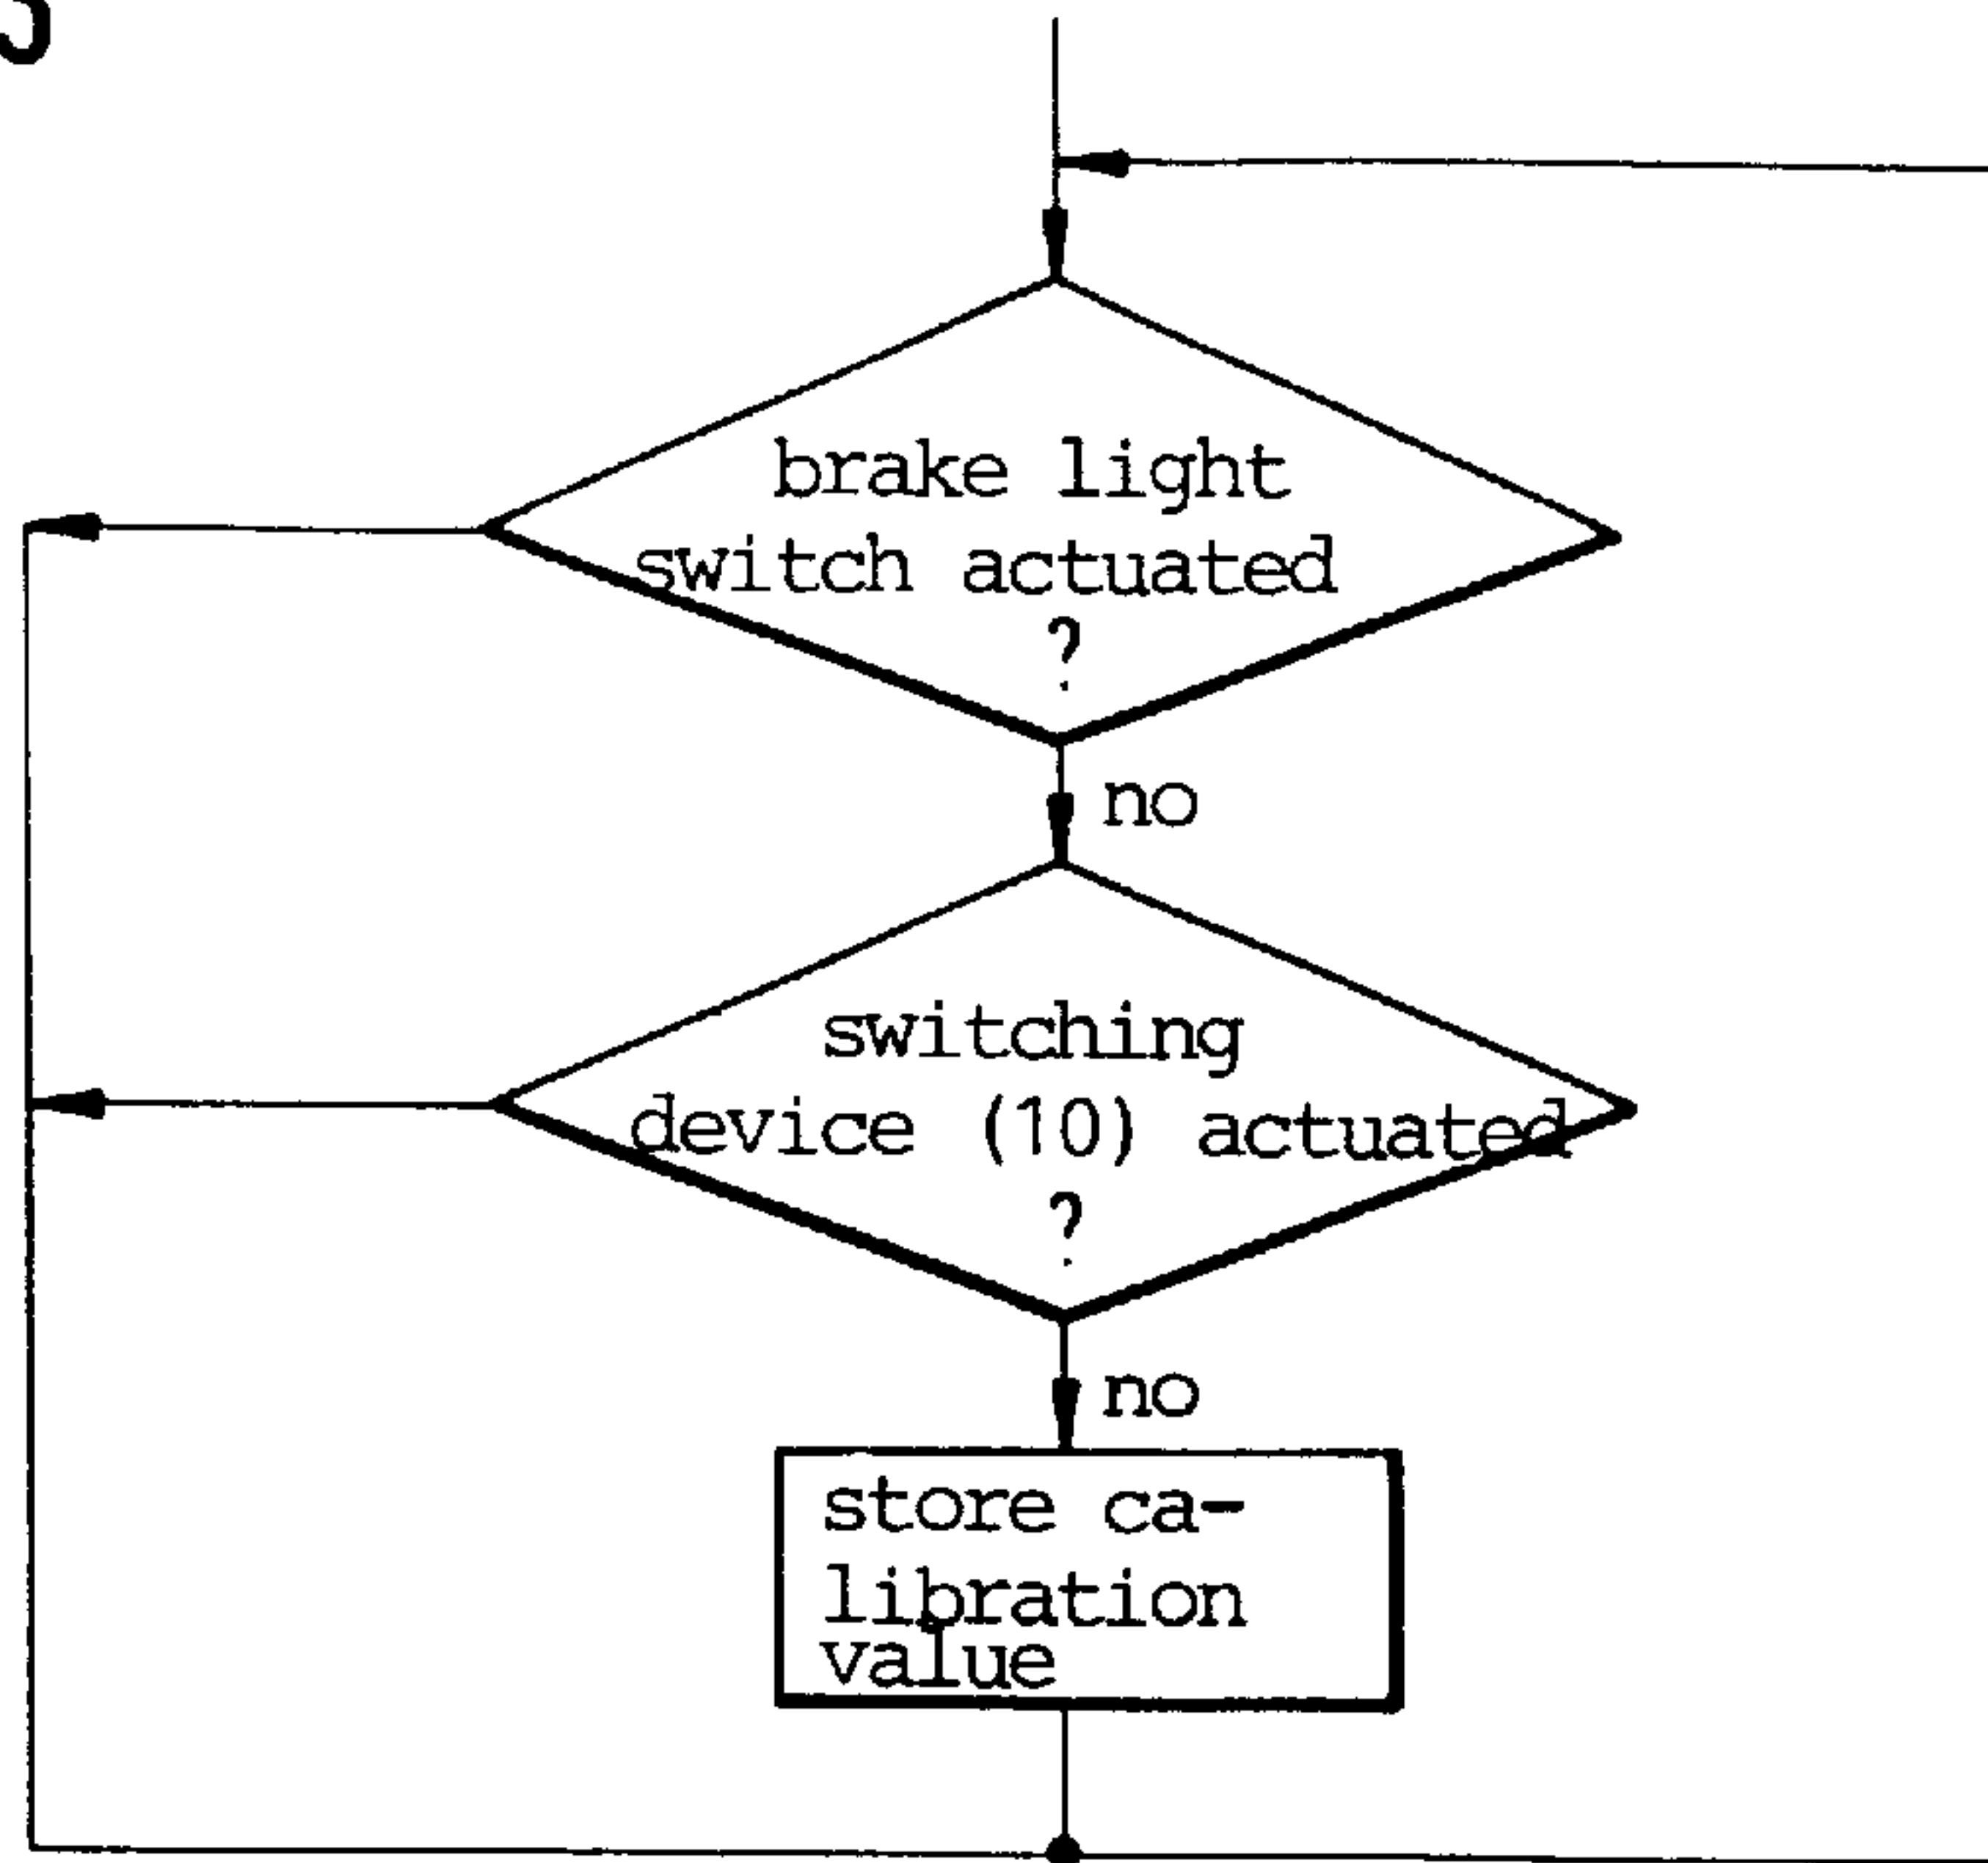 brake light
switch actuated
?
no
switching
device (10) actuated
?
no
store ca-
libration
value